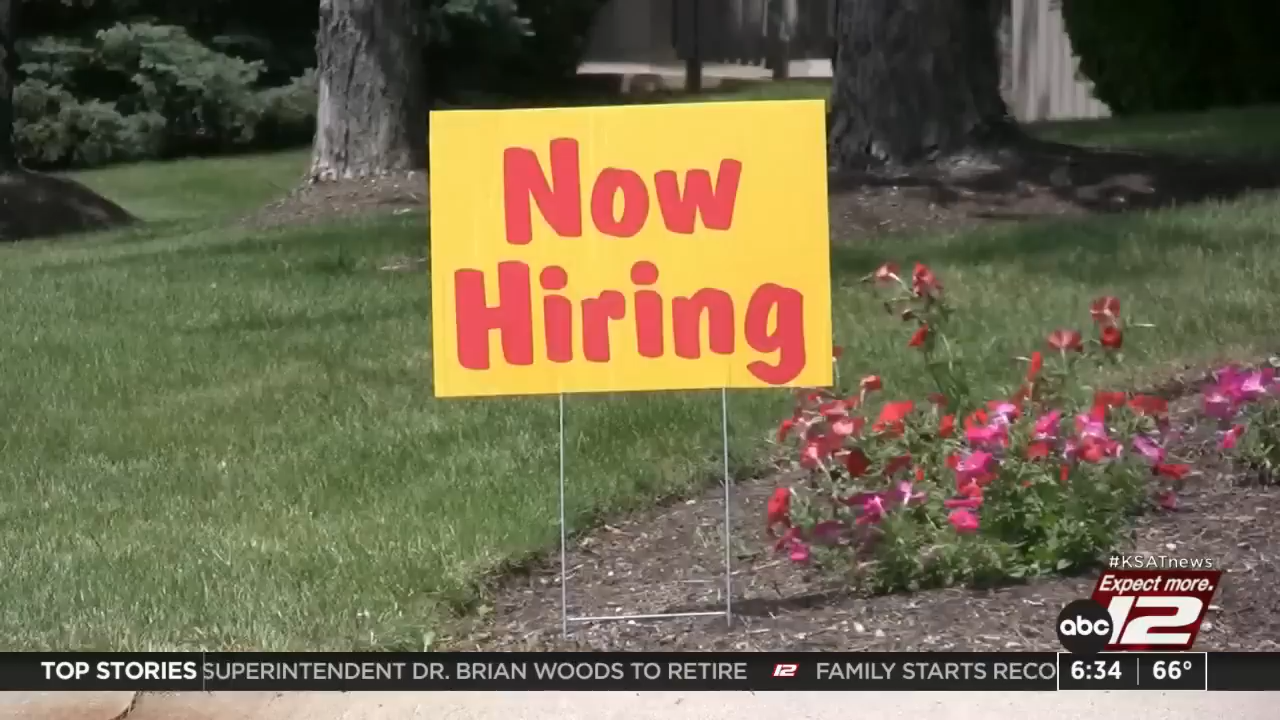 Now
Hiring
#KSATnews
Expect more.
abc 12
TOP STORIES SUPERINTENDENT DR. BRIAN WOODS TO RETIRE 12 FAMILY STARTS RECO 6:34 66°